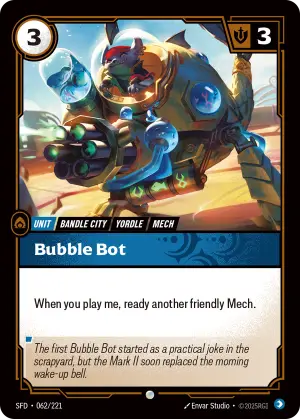 3
3
UNIT BANDLE CITY YORDLE MECH
Bubble Bot
When you play me, ready another friendly Mech.
The first Bubble Bot started as a practical joke in the
scrapyard, but the Mark II soon replaced the morning
wake-up bell.
SFD • 062/221 Envar Studio • ©2025RGI